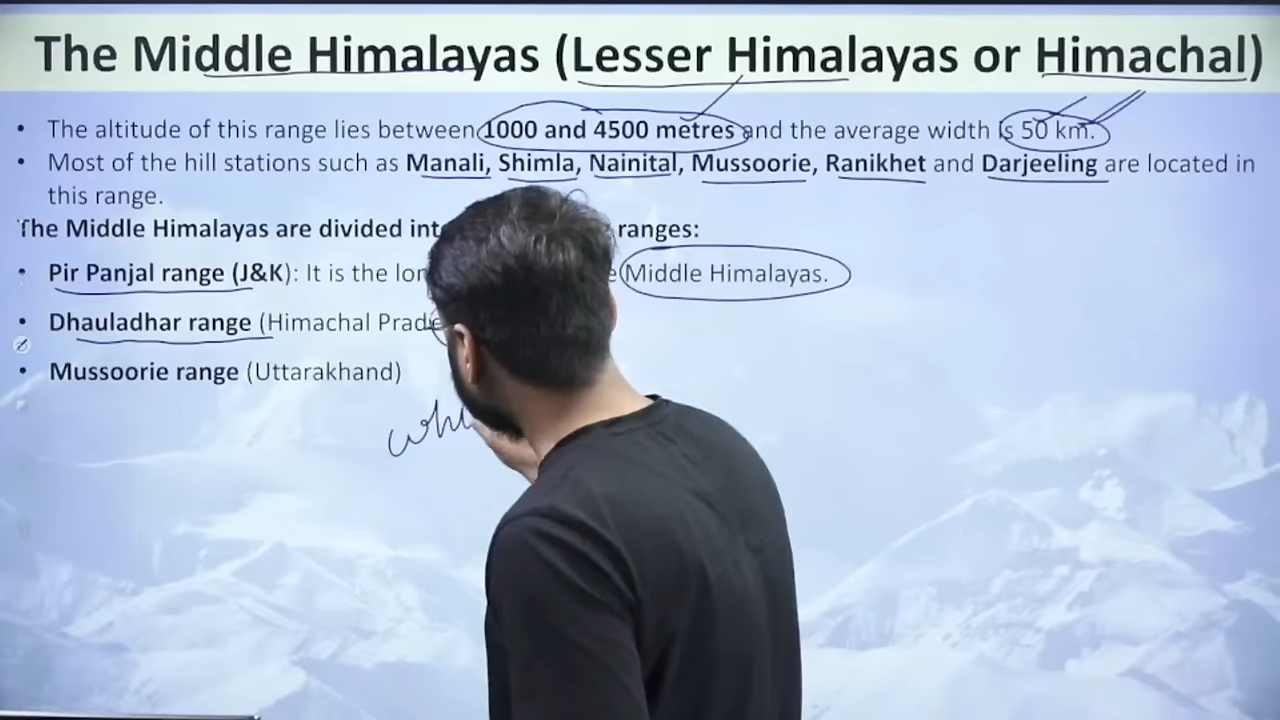 The Middle Himalayas (Lesser Himalayas or Himachal)
• The altitude of this range lies between 1000 and 4500 metres and the average width is 50 km.
• Most of the hill stations such as Manali, Shimla, Nainital, Mussoorie, Ranikhet and Darjeeling are located in
this range.
The Middle Himalayas are divided ranges:
• Pir Panjal range (J&K): It is the Middle Himalayas.
• Dhauladhar range (Himachal
• Mussoorie range (Uttarakhand)